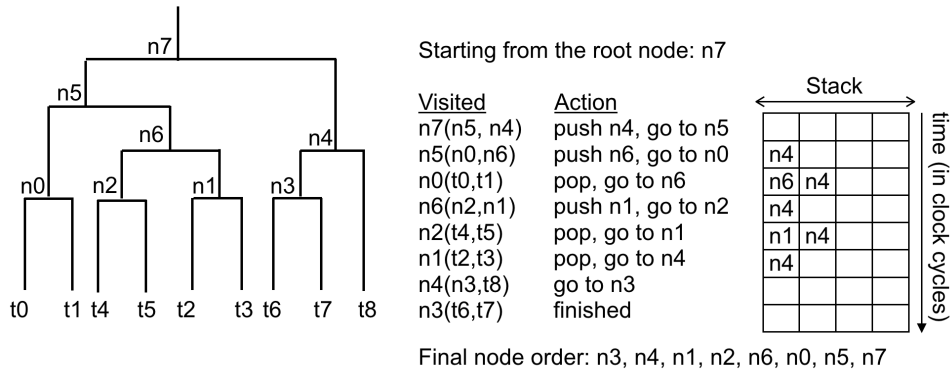 n7
n5
n6
n4
n0
n2
n1
n3
t0 t1 t4 t5 t2 t3 t6 t7 t8
Starting from the root node: n7
Visited Action
n7(n5, n4) push n4, go to n5
n5(n0,n6) push n6, go to n0
n0(t0,t1) pop, go to n6
n6(n2,n1) push n1, go to n2
n2(t4,t5) pop, go to n1
n1(t2,t3) pop, go to n4
n4(n3,t8) go to n3
n3(t6,t7) finished
Stack
n4
n6 n4
n4
n1 n4
n4
time (in clock cycles)
Final node order: n3, n4, n1, n2, n6, n0, n5, n7